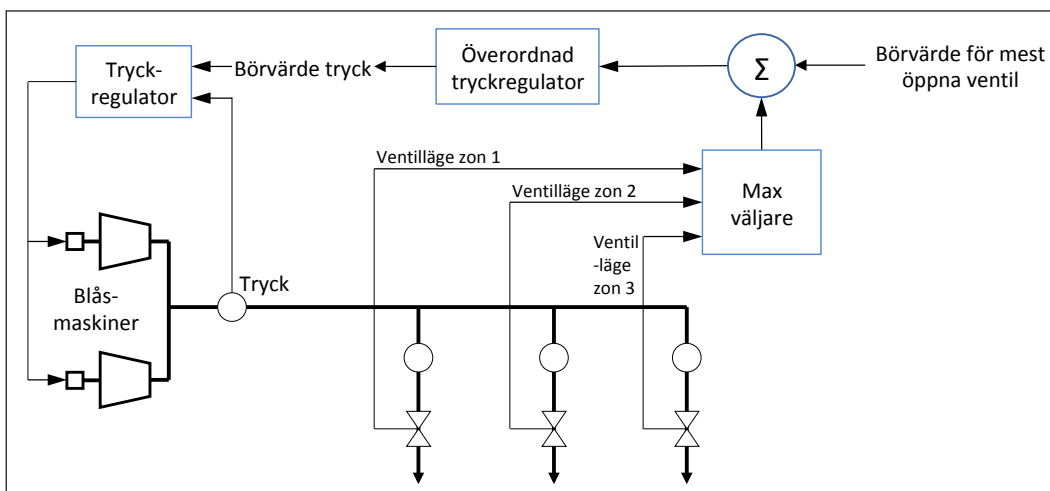 Tryck-
regulator
Börvärde tryck
Överordnad
tryckregulator
Σ
Börvärde för mest
öppna ventil
Ventilläge zon 1
Ventilläge zon 2
Ventil
-läge
zon 3
Max
väljare
Tryck
Blås-
maskiner